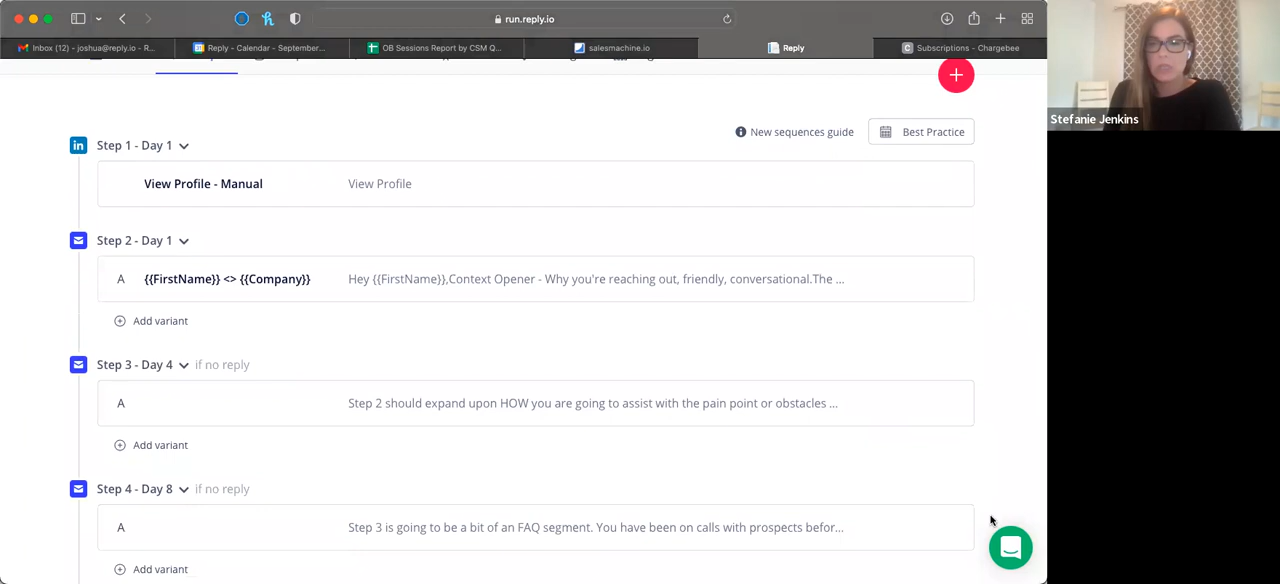 run.reply.io
Inbox (12) - joshua@reply.io - R...
Reply - Calendar - September...
OB Sessions Report by CSM Q...
salesmachine.io
Reply
Subscriptions - Chargebee
Stefanie Jenkins
New sequences guide
Best Practice
in Step 1 - Day 1
View Profile - Manual View Profile
Step 2 - Day 1
A {{FirstName}} <> {{Company}} Hey {{FirstName}},Context Opener - Why you're reaching out, friendly, conversational.The ...
Add variant
Step 3 - Day 4 if no reply
A Step 2 should expand upon HOW you are going to assist with the pain point or obstacles ...
Add variant
Step 4 - Day 8 if no reply
A Step 3 is going to be a bit of an FAQ segment. You have been on calls with prospects befor...
Add variant